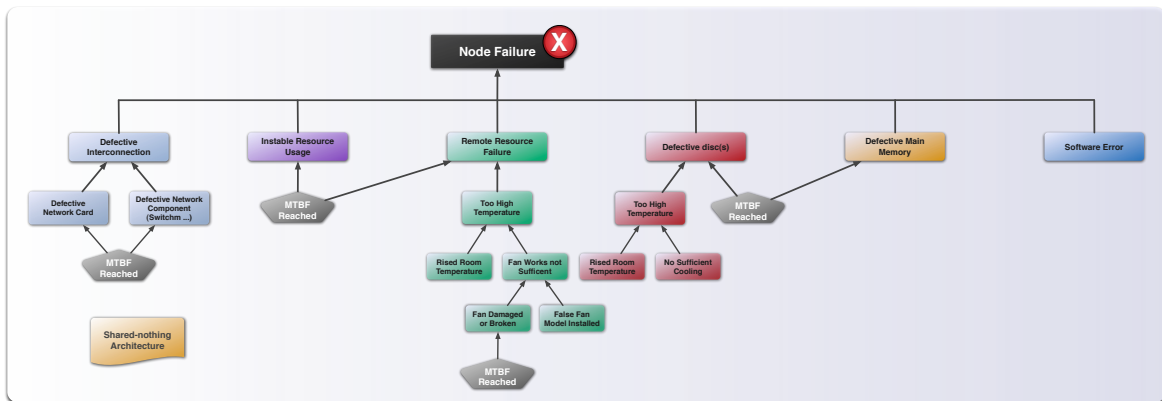 Node Failure
X
Defective
Interconnection
Instable Resource
Usage
Remote Resource
Failure
Defective disc(s)
Defective Main
Memory
Software Error
Defective
Network Card
Defective Network
Component
(Switchm ...)
MTBF
Reached
Too High
Temperature
Too High
Temperature
MTBF
Reached
MTBF
Reached
Rised Room
Temperature
Fan Works not
Sufficent
Rised Room
Temperature
No Sufficient
Cooling
Fan Damaged
or Broken
False Fan
Model Installed
Shared-nothing
Architecture
MTBF
Reached